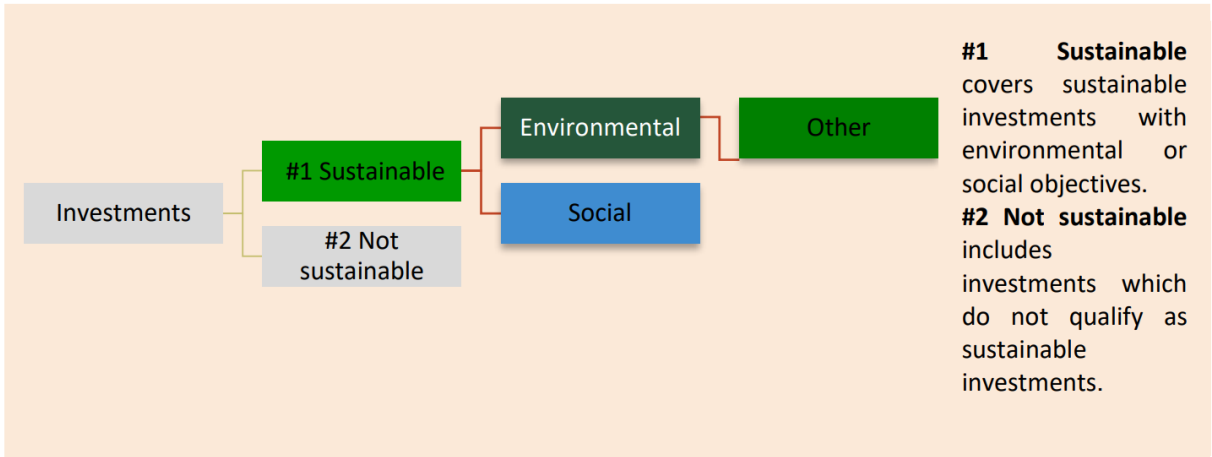 Investments
#1 Sustainable
#2 Not
sustainable
Environmental
Social
Other
#1 Sustainable
covers sustainable
investments with
environmental or
social objectives.
#2 Not sustainable
includes
investments which
do not qualify as
sustainable
investments.